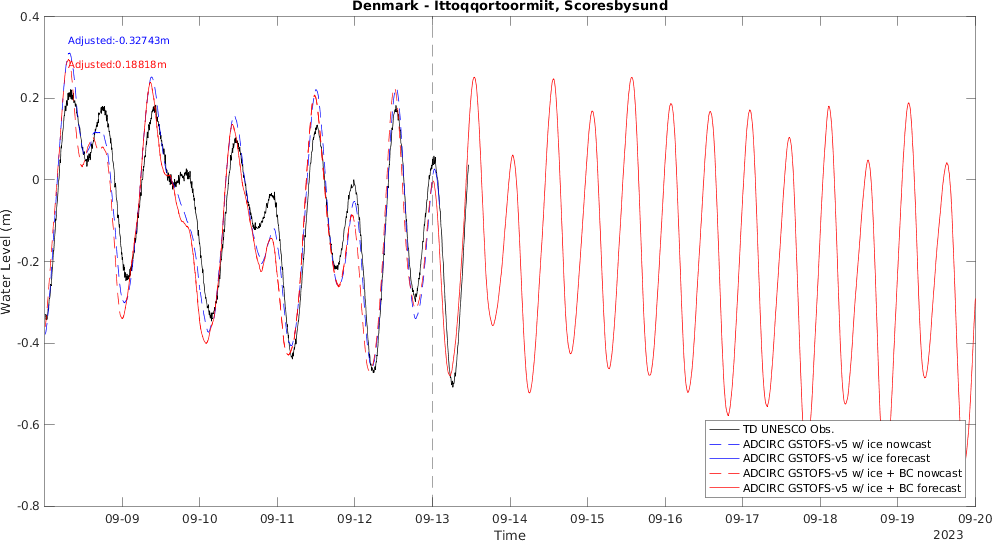 Denmark - Ittoqqortoormiit, Scoresbysund
Adjusted:-0.32743m
Adjusted:0.18818m
0.4
0.2
0
-0.2
-0.4
-0.6
-0.8
Water Level (m)
TD UNESCO Obs.
ADCIRC GSTOFS-v5 w/ ice nowcast
ADCIRC GSTOFS-v5 w/ ice forecast
ADCIRC GSTOFS-v5 w/ ice + BC nowcast
ADCIRC GSTOFS-v5 w/ ice + BC forecast
09-09 09-10 09-11 09-12 09-13 09-14 09-15 09-16 09-17 09-18 09-19 09-20
Time
2023